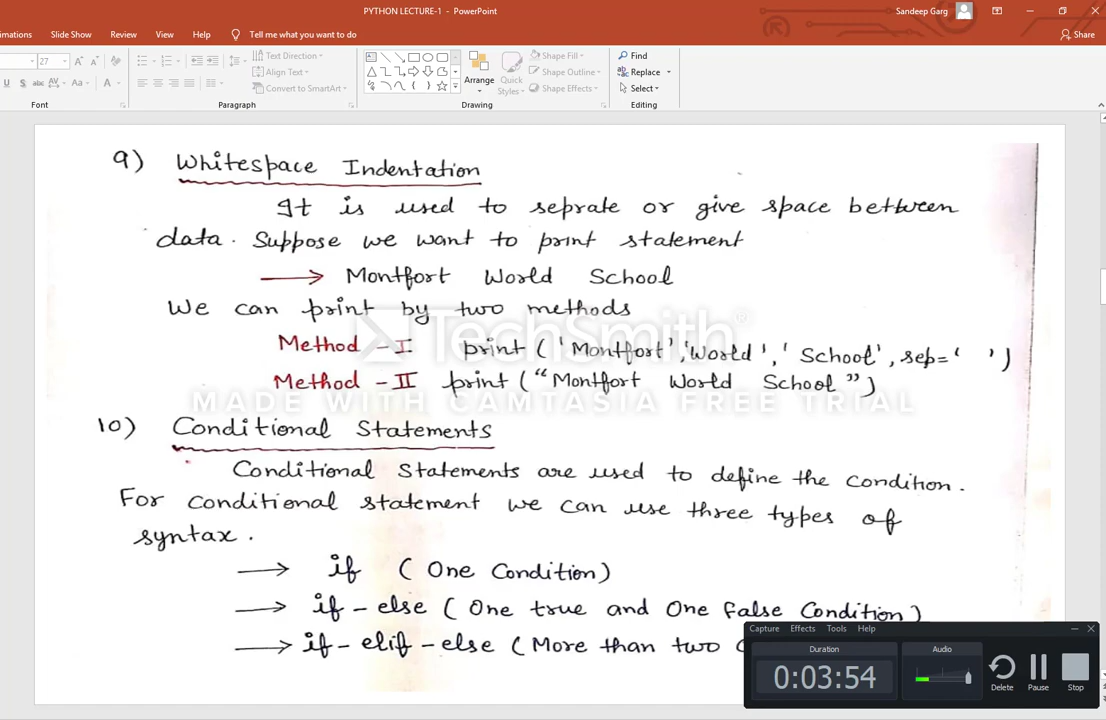 PYTHON LECTURE-1 - PowerPoint
Sandeep Garg
imations Slide Show Review View Help Tell me what you want to do Share
27 Text Direction Shape Fill Find
Align Text Arrange Quick Styles Shape Outline Replace
U S abc AV Aa A Convert to SmartArt Shape Effects Select
Font Paragraph Drawing Editing
9) Whitespace Indentation
It is used to seprate or give space between
data. Suppose we want to print statement
Montfort World School
We can print by two methods
Method - I print ('Montfort','World','School', sep=' ')
Method - II print ("Montfort World School")
TechSmith®
MADE WITH CAMTASIA FREE TRIAL
10) Conditional Statements
Conditional Statements are used to define the condition.
For conditional statement we can use three types of
syntax.
if (One Condition)
if-else (One true and One false Condition)
if-elif-else (More than two
Capture Effects Tools Help
Duration Audio
0:03:54 Delete Pause Stop